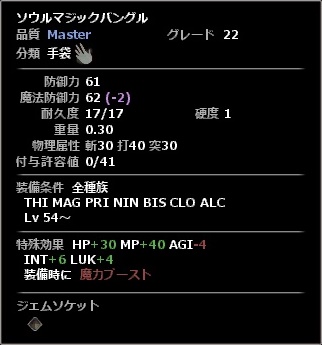 ソウルマジックバングル
品質 Master グレード 22
分類 手袋
防御力 61
魔法防御力 62 (-2)
耐久度 17/17 硬度 1
重量 0.30
物理属性 斬30 打40 突30
付与許容値 0/41
装備条件 全種族
THI MAG PRI NIN BIS CLO ALC
Lv 54～
特殊効果 HP+30 MP+40 AGI-4
INT+6 LUK+4
装備時に 魔力ブースト
ジェムソケット